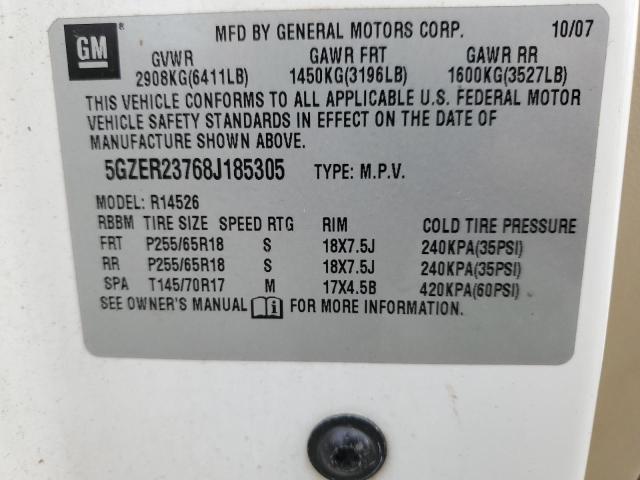 GM
MFD BY GENERAL MOTORS CORP. 10/07
GVWR GAWR FRT GAWR RR
2908KG(6411LB) 1450KG(3196LB) 1600KG(3527LB)
THIS VEHICLE CONFORMS TO ALL APPLICABLE U.S. FEDERAL MOTOR
VEHICLE SAFETY STANDARDS IN EFFECT ON THE DATE OF
MANUFACTURE SHOWN ABOVE.
5GZER23768J185305 TYPE: M.P.V.
MODEL: R14526
RBBM TIRE SIZE SPEED RTG RIM COLD TIRE PRESSURE
FRT P255/65R18 S 18X7.5J 240KPA(35PSI)
RR P255/65R18 S 18X7.5J 240KPA(35PSI)
SPA T145/70R17 M 17X4.5B 420KPA(60PSI)
SEE OWNER'S MANUAL i FOR MORE INFORMATION.